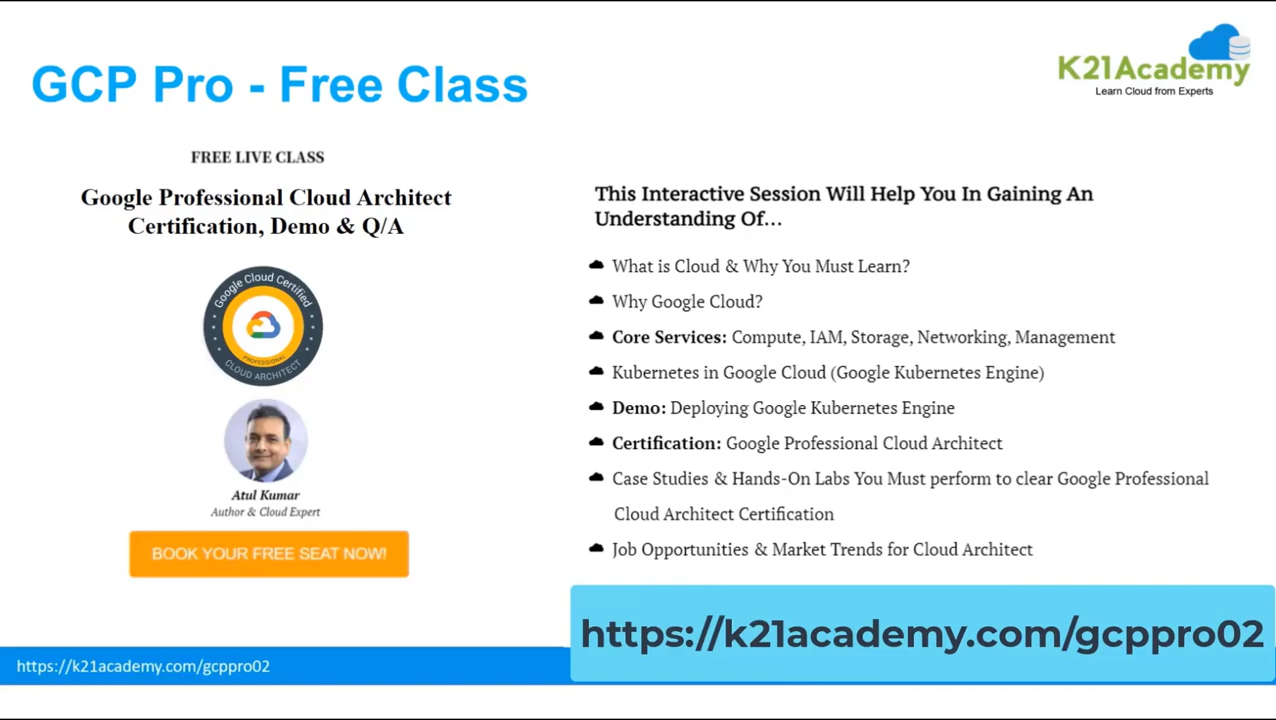 GCP Pro - Free Class
K21Academy
Learn Cloud from Experts
FREE LIVE CLASS
Google Professional Cloud Architect
Certification, Demo & Q/A
Google Cloud Certified
PROFESSIONAL
CLOUD ARCHITECT
Atul Kumar
Author & Cloud Expert
BOOK YOUR FREE SEAT NOW!
This Interactive Session Will Help You In Gaining An
Understanding Of...
What is Cloud & Why You Must Learn?
Why Google Cloud?
Core Services: Compute, IAM, Storage, Networking, Management
Kubernetes in Google Cloud (Google Kubernetes Engine)
Demo: Deploying Google Kubernetes Engine
Certification: Google Professional Cloud Architect
Case Studies & Hands-On Labs You Must perform to clear Google Professional
Cloud Architect Certification
Job Opportunities & Market Trends for Cloud Architect
https://k21academy.com/gcppro02
https://k21academy.com/gcppro02